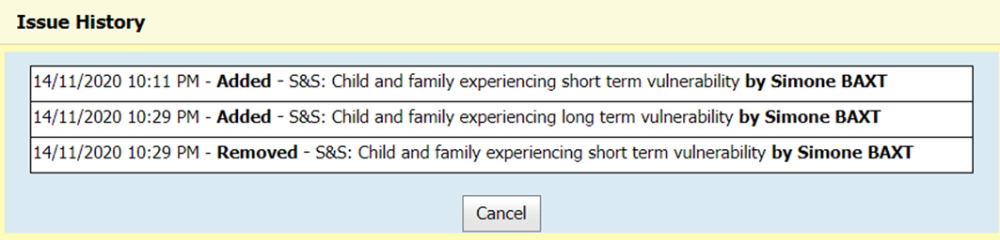 Issue History
14/11/2020 10:11 PM - Added - S&S: Child and family experiencing short term vulnerability by Simone BAXT
14/11/2020 10:29 PM - Added - S&S: Child and family experiencing long term vulnerability by Simone BAXT
14/11/2020 10:29 PM - Removed - S&S: Child and family experiencing short term vulnerability by Simone BAXT
Cancel